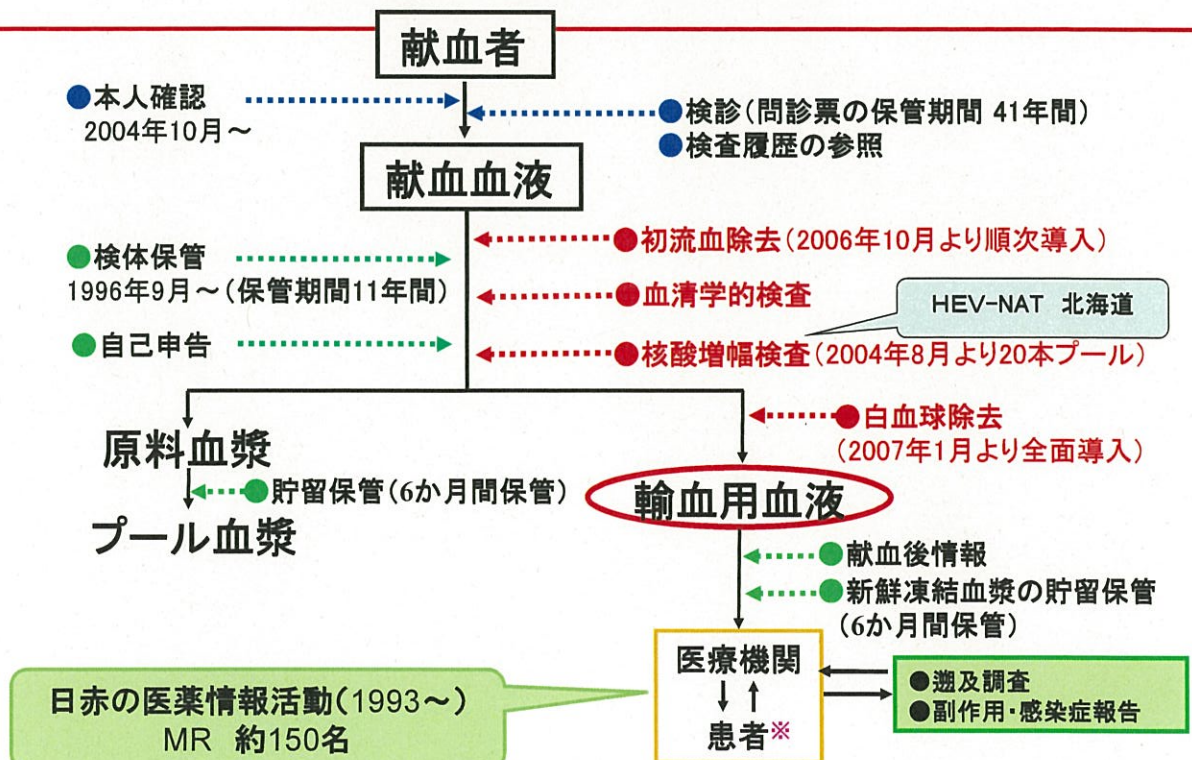 献血者
●本人確認
2004年10月～
●検診(問診票の保管期間 41年間)
●検査履歴の参照
献血血液
●初流血除去(2006年10月より順次導入)
●検体保管
1996年9月～(保管期間11年間)
●血清学的検査
HEV-NAT 北海道
●自己申告
●核酸増幅検査(2004年8月より20本プール)
●白血球除去
(2007年1月より全面導入)
原料血漿
●貯留保管(6か月間保管)
輸血用血液
プール血漿
●献血後情報
●新鮮凍結血漿の貯留保管
(6か月間保管)
医療機関
患者※
●遡及調査
●副作用・感染症報告
日赤の医薬情報活動(1993～)
MR 約150名